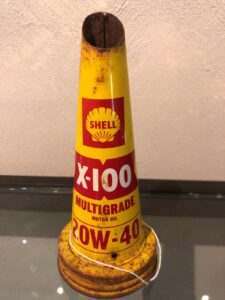 SHELL
X-100
MULTIGRADE
MOTOR OIL
20W-40